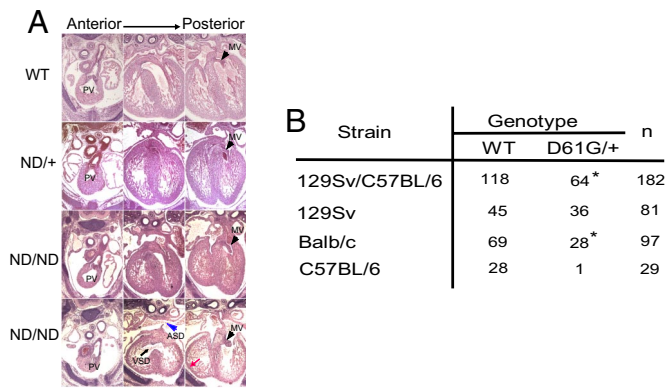 A
Anterior Posterior
WT
PV
MV
ND/+
PV
MV
ND/ND
PV
MV
ND/ND
PV
VSD
ASD
MV
B
Strain Genotype n
WT D61G/+
129Sv/C57BL/6 118 64* 182
129Sv 45 36 81
Balb/c 69 28* 97
C57BL/6 28 1 29